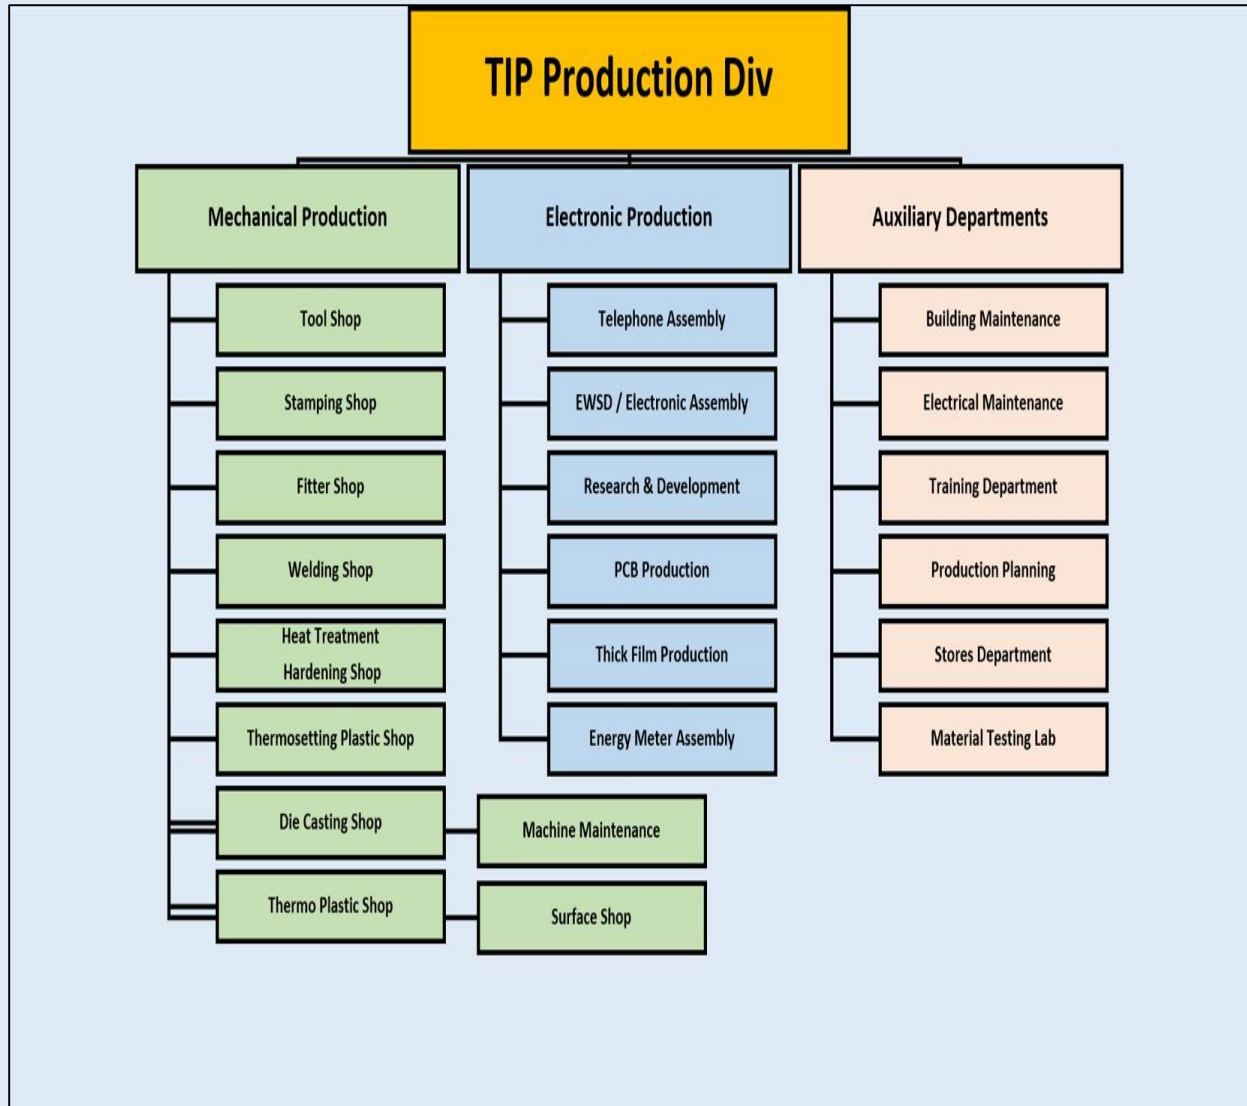 TIP Production Div
Mechanical Production
Tool Shop
Stamping Shop
Fitter Shop
Welding Shop
Heat Treatment
Hardening Shop
Thermosetting Plastic Shop
Die Casting Shop
Machine Maintenance
Thermo Plastic Shop
Surface Shop
Electronic Production
Telephone Assembly
EWSD / Electronic Assembly
Research & Development
PCB Production
Thick Film Production
Energy Meter Assembly
Auxiliary Departments
Building Maintenance
Electrical Maintenance
Training Department
Production Planning
Stores Department
Material Testing Lab